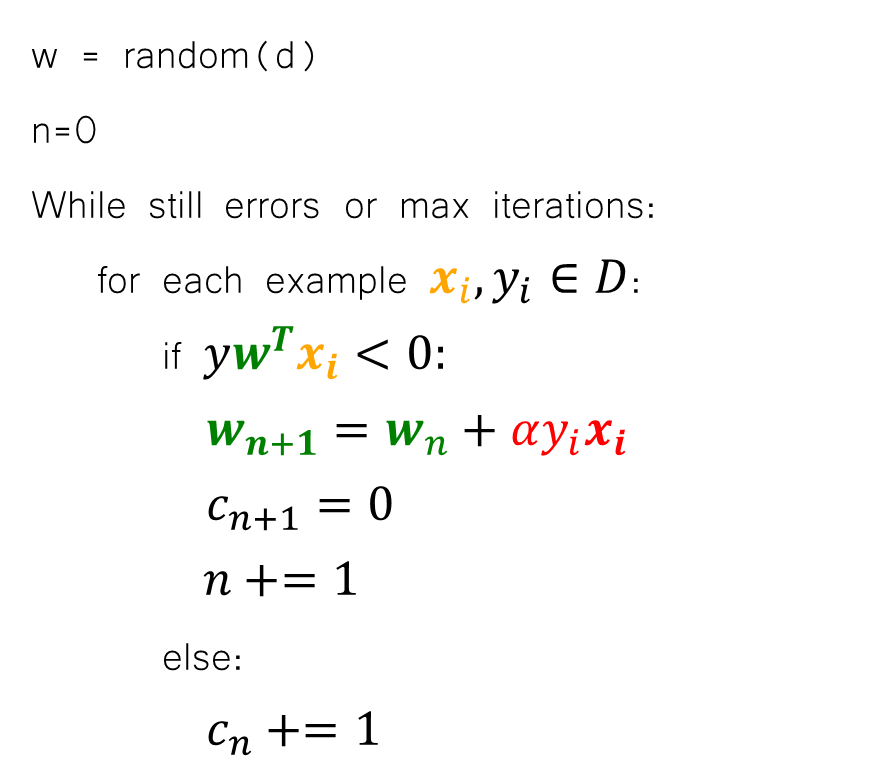 w = random(d)
n=0
While still errors or max iterations:
for each example xᵢ, yᵢ ∈ D:
if ywᵀxᵢ < 0:
wₙ₊₁ = wₙ + αyᵢxᵢ
cₙ₊₁ = 0
n += 1
else:
cₙ += 1